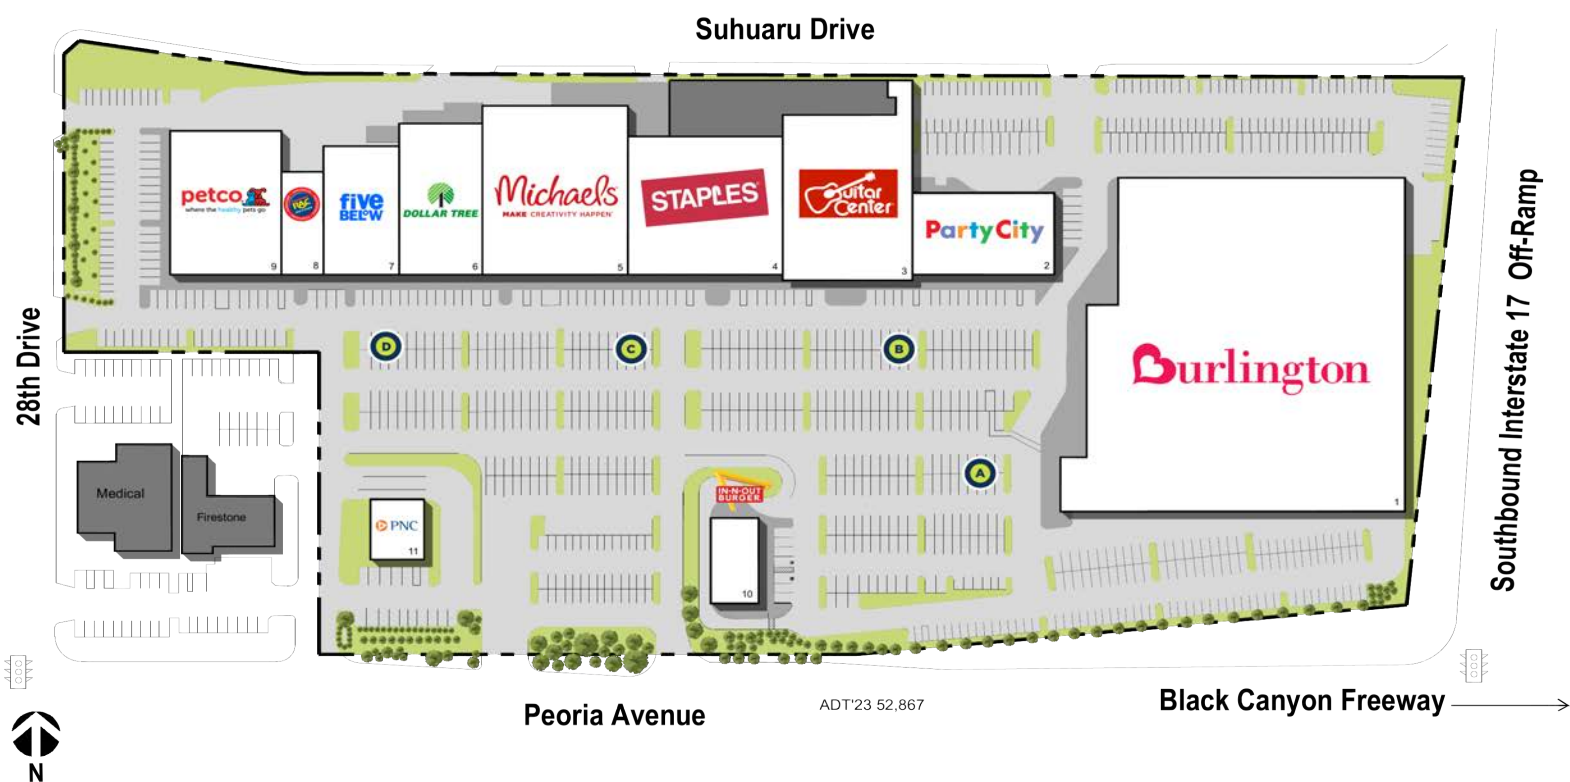 Suhuaru Drive
petco
where the healthy pets go
9
RAC
8
five
BELOW
7
DOLLAR TREE
6
Michaels
MAKE CREATIVITY HAPPEN
5
STAPLES
4
Guitar
Center
3
PartyCity
2
Burlington
1
D
C
B
A
28th Drive
Southbound Interstate 17 Off-Ramp
Medical
Firestone
PNC
11
IN-N-OUT
BURGER
10
Peoria Avenue
ADT'23 52,867
Black Canyon Freeway
N